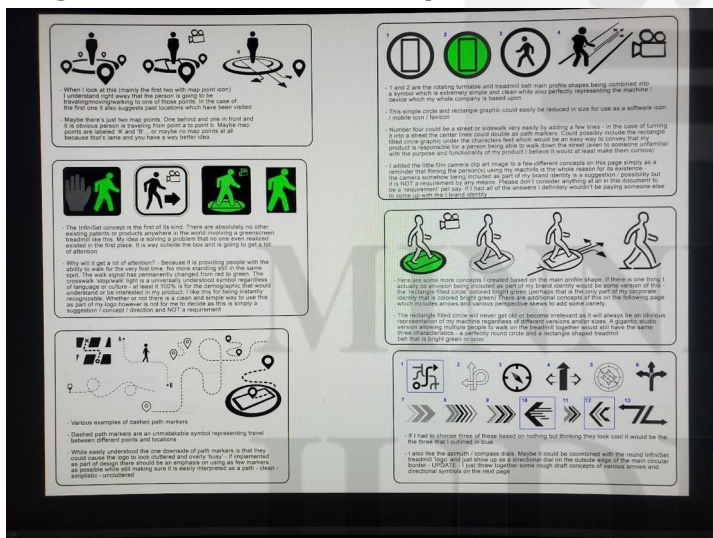 - When I look at this (mainly the first two with map point icon)
I understand right away that the person is going to be
traveling/moving/walking to one of those points. In the case of
the first one it also suggests past locations which have been
visited
- Maybe there's just two map points. One behind and one in front and
it is obvious person is traveling from point a to point b. Maybe map
points are labeled 'A' and 'B' ...or maybe no map points at all
because that's lame and you have a way better idea
- The InfiniSet concept is the first of its kind. There are absolutely no other
existing patents or products anywhere in the world involving a greenscreen
treadmill like this. My idea is solving a problem that no one even realized
existed in the first place. It is way outside the box and is going to get a lot
of attention
- Why will it get a lot of attention? - Because it is providing people with the
ability to walk for the very first time. No more standing still in the same
spot. The walk signal has permanently changed from red to green. The
crosswalk 'stop/walk' light is a universally understood symbol regardless
of language or culture - at least it 100% is for the demographic that would
understand or be interested in my product. I like this for being instantly
recognizable. Whether or not there is a clean and simple way to use this
as part of my logo however is not for me to decide as this is simply a
suggestion / concept / direction and NOT a requirement
A
B
- Various examples of dashed path markers
- Dashed path markers are an unmistakable symbol representing travel
between different points and locations
- While easily understood the one downside of path markers is that they
could cause the logo to look cluttered and overly 'busy' - if implemented
as part of design there should be an emphasis on using as few markers
as possible while still making sure it is easily interpreted as a path - clean -
simplistic - uncluttered
1 2 3 4
- 1 and 2 are the rotating turntable and treadmill belt main profile shapes being combined into
a symbol which is extremely simple and clean while also perfectly representing the machine /
device which my whole company is based upon
- This simple circle and rectangle graphic could easily be reduced in size for use as a software icon
/ mobile icon / favicon
- Number four could be a street or sidewalk very easily by adding a few lines - in the case of turning
it into a street the center lines could double as path markers. Could possibly include the rectangle
filled circle graphic under the characters feet which would be an easy way to convey that my
product is responsible for a person being able to walk down the street (even to someone unfamiliar
with the purpose and functionality of my product I believe it would at least make them curious)
- I added the little film camera clip art image to a few different concepts on this page simply as a
reminder that filming the person(s) using my machine is the whole reason for its existence -
the camera somehow being included as part of my brand identity is a suggestion / possibility but
it is NOT a requirement by any means. Please don't consider anything at all in this document to
be a 'requirement' per say. If I had all of the answers I definitely wouldn't be paying someone else
to come up with the t brand identity
- Here are some more concepts I created based on the main profile shape. If there is one thing I
actually do envision being included as part of my brand identity would be some version of this -
the 'rectangle filled circle' colored bright green (perhaps that is the only part of my corporate
identity that is colored bright green) There are additional concepts of this on the following page
which includes arrows and various perspective skews to add some variety.
- The rectangle filled circle will never get old or become irrelevant as it will always be an obvious
representation of my machine regardless of different versions and/or sizes. A gigantic studio
version allowing multiple people to walk on the treadmill together would still have the same
three characteristics - a perfectly round circle and a rectangle shaped treadmill
belt that is bright green in color.
1 2 3 4 5 6
7 8 9 10 11 12 13
- If I had to choose three of these based on nothing but thinking they look cool it would be the
the three that I outlined in blue
- I also like the azimuth / compass dials. Maybe it could be coombined with the round InfiniSet
treadmill 'logo' and just show up as a directional dial on the outside edge of the main circular
border - UPDATE - I just threw together some rough draft concepts of various arrows and
directional symbols on the next page